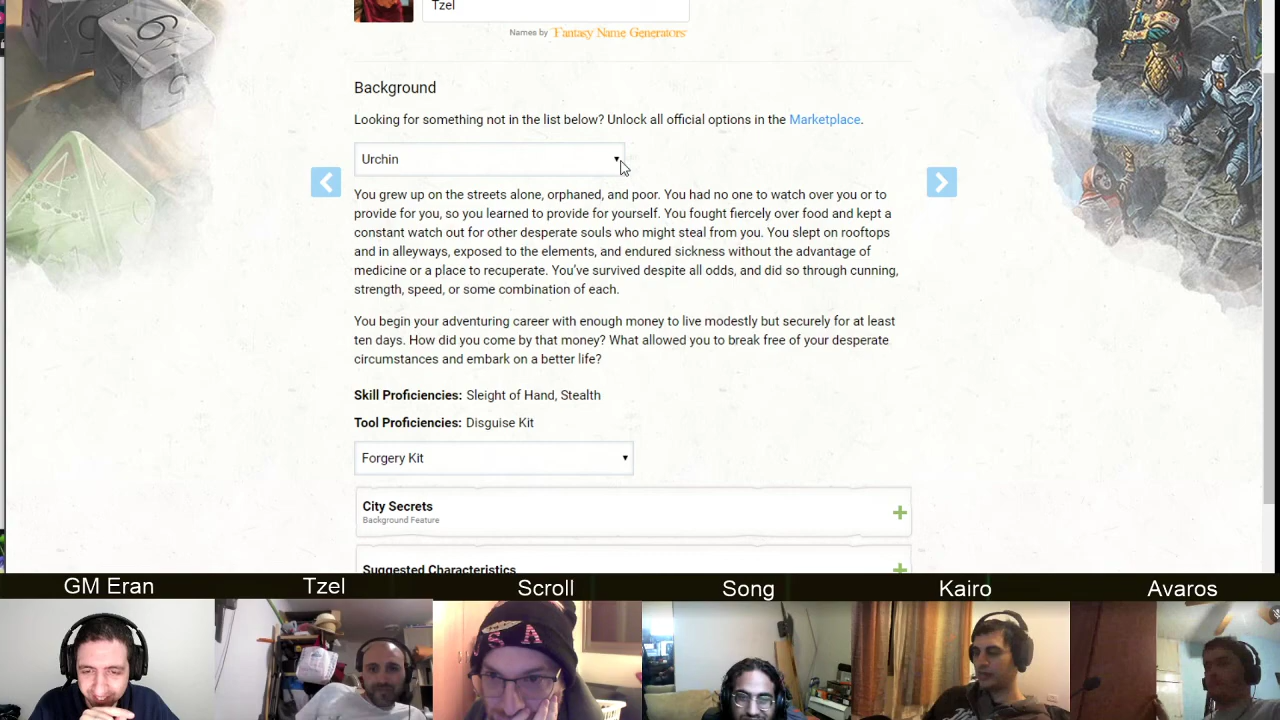 Tzel
Names by Fantasy Name Generators
Background
Looking for something not in the list below? Unlock all official options in the Marketplace.
Urchin
You grew up on the streets alone, orphaned, and poor. You had no one to watch over you or to
provide for you, so you learned to provide for yourself. You fought fiercely over food and kept a
constant watch out for other desperate souls who might steal from you. You slept on rooftops
and in alleyways, exposed to the elements, and endured sickness without the advantage of
medicine or a place to recuperate. You've survived despite all odds, and did so through cunning,
strength, speed, or some combination of each.
You begin your adventuring career with enough money to live modestly but securely for at least
ten days. How did you come by that money? What allowed you to break free of your desperate
circumstances and embark on a better life?
Skill Proficiencies: Sleight of Hand, Stealth
Tool Proficiencies: Disguise Kit
Forgery Kit
City Secrets
Background Feature
Suggested Characteristics
GM Eran
Tzel
Scroll
Song
Kairo
Avaros